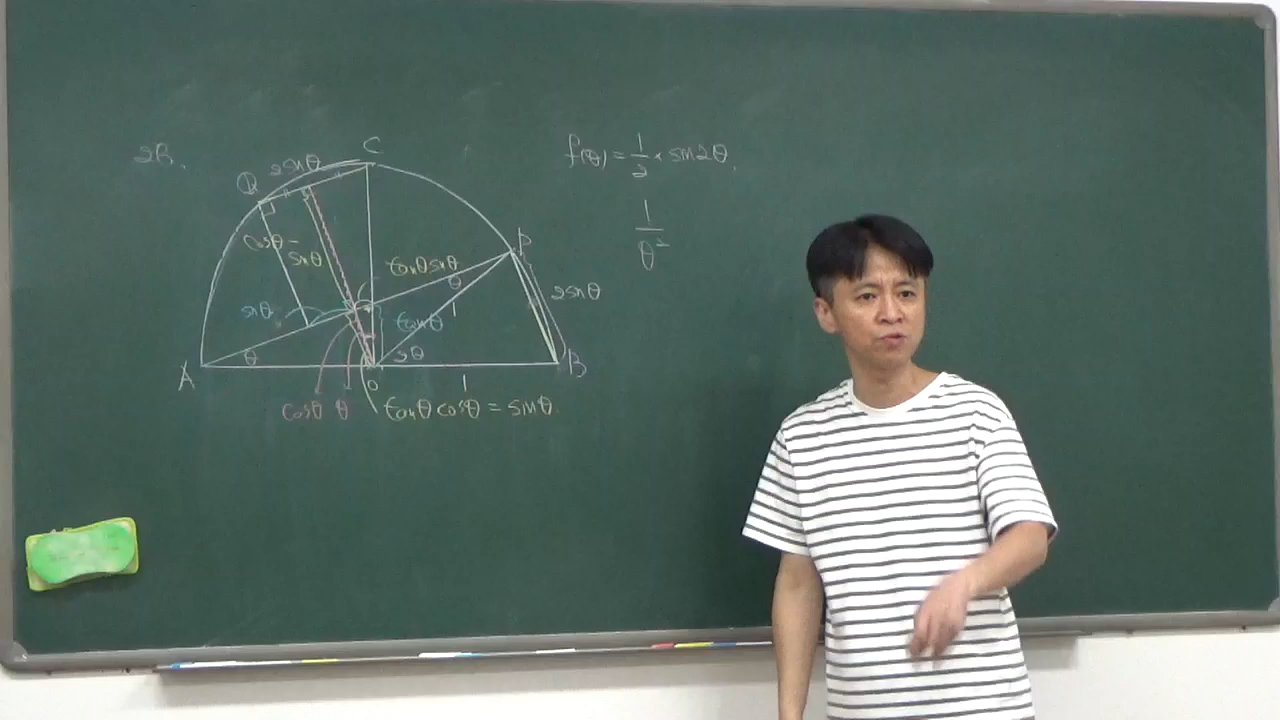 28.
C
2sinθ
Q
P
cosθ -
sinθ
tanθsinθ
θ
2sinθ
sinθ
1
tanθ
θ
2θ
A
O
B
1
cosθ
θ
tanθ cosθ = sinθ
f(θ) = 1/2 × sin2θ
1/θ²